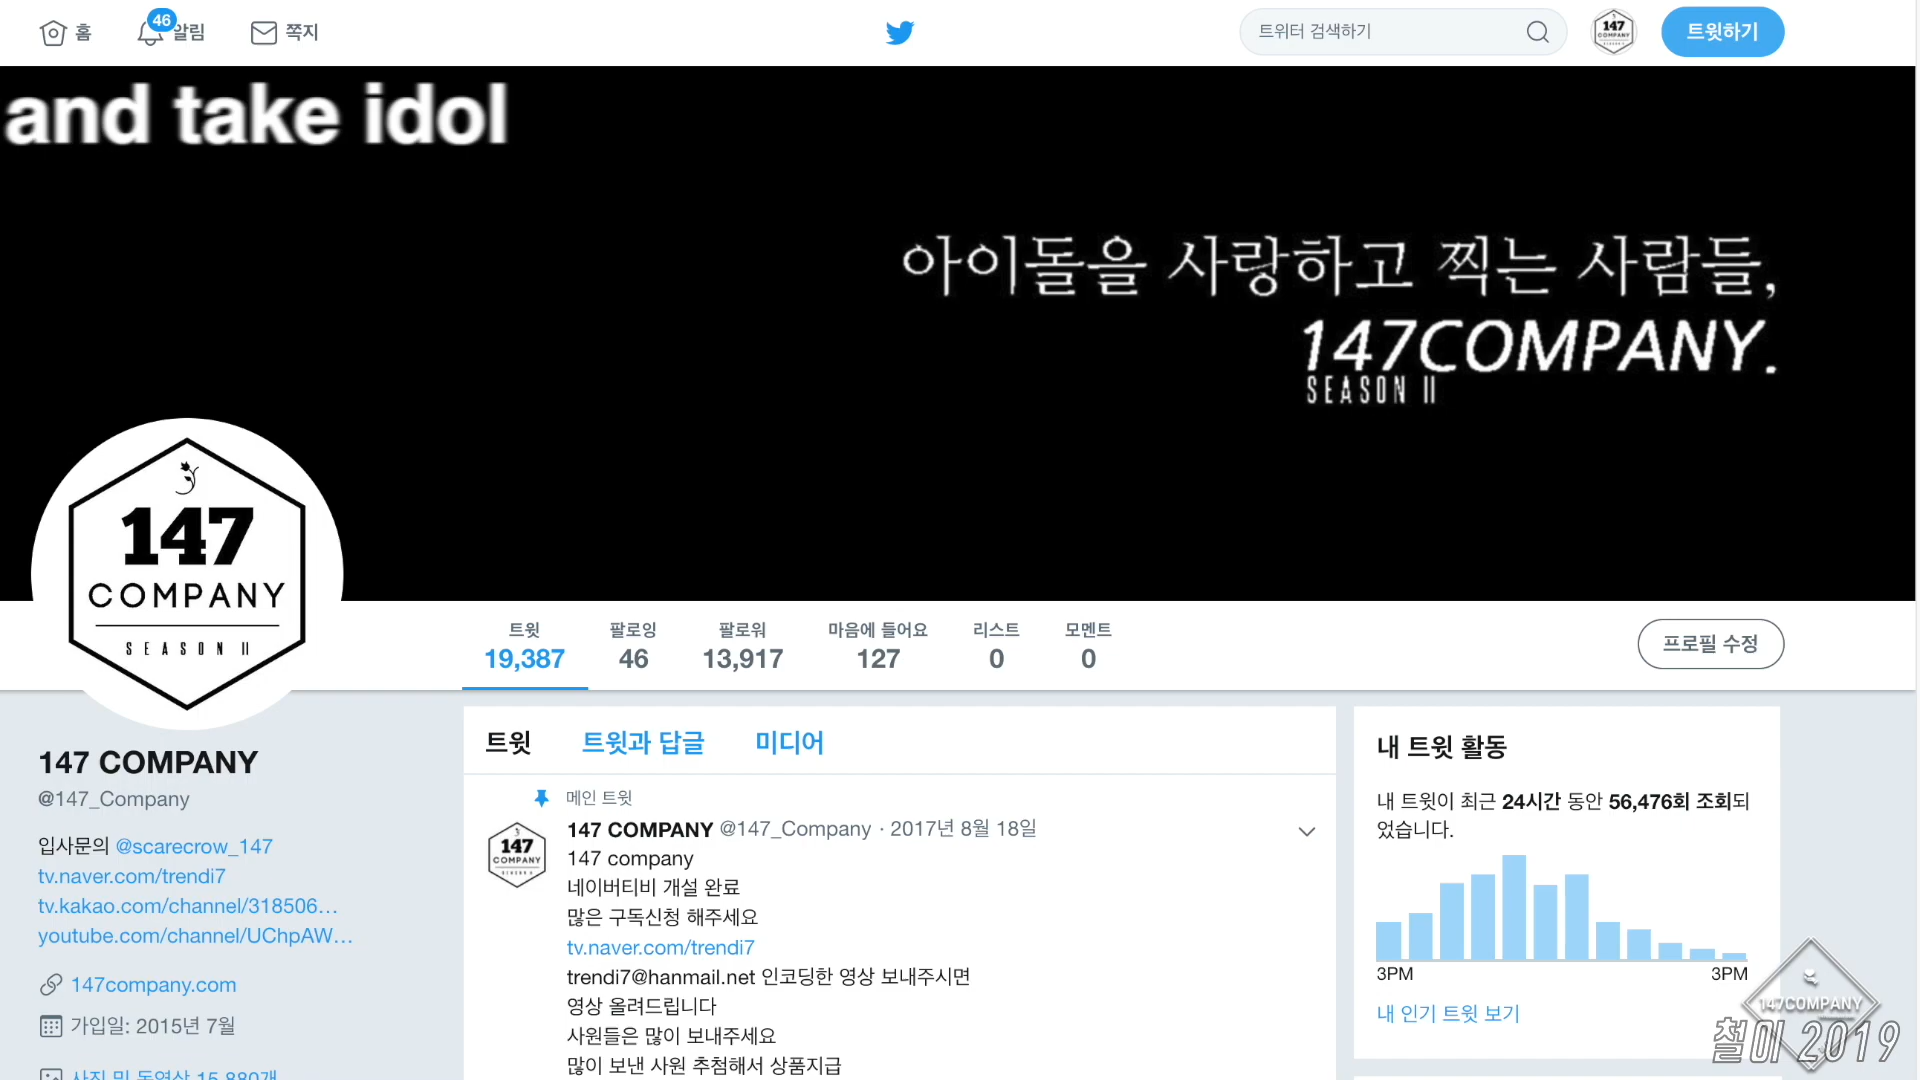 홈
46
알림
쪽지
트위터 검색하기
147
COMPANY
트윗하기
and take idol
아이돌을 사랑하고 찍는 사람들,
147COMPANY.
SEASON II
147
COMPANY
SEASON II
트윗 팔로잉 팔로워 마음에 들어요 리스트 모멘트
19,387 46 13,917 127 0 0
프로필 수정
147 COMPANY
@147_Company
입사문의 @scarecrow_147
tv.naver.com/trendi7
tv.kakao.com/channel/318506…
youtube.com/channel/UChpAW…
147company.com
가입일: 2015년 7월
사진 및 동영상 15,880개
트윗 트윗과 답글 미디어
메인 트윗
147
COMPANY
147 COMPANY @147_Company · 2017년 8월 18일
147 company
네이버티비 개설 완료
많은 구독신청 해주세요
tv.naver.com/trendi7
trendi7@hanmail.net 인코딩한 영상 보내주시면
영상 올려드립니다
사원들은 많이 보내주세요
많이 보낸 사원 추첨해서 상품지급
내 트윗 활동
내 트윗이 최근 24시간 동안 56,476회 조회되
었습니다.
3PM 3PM
내 인기 트윗 보기
147COMPANY
철이 2019